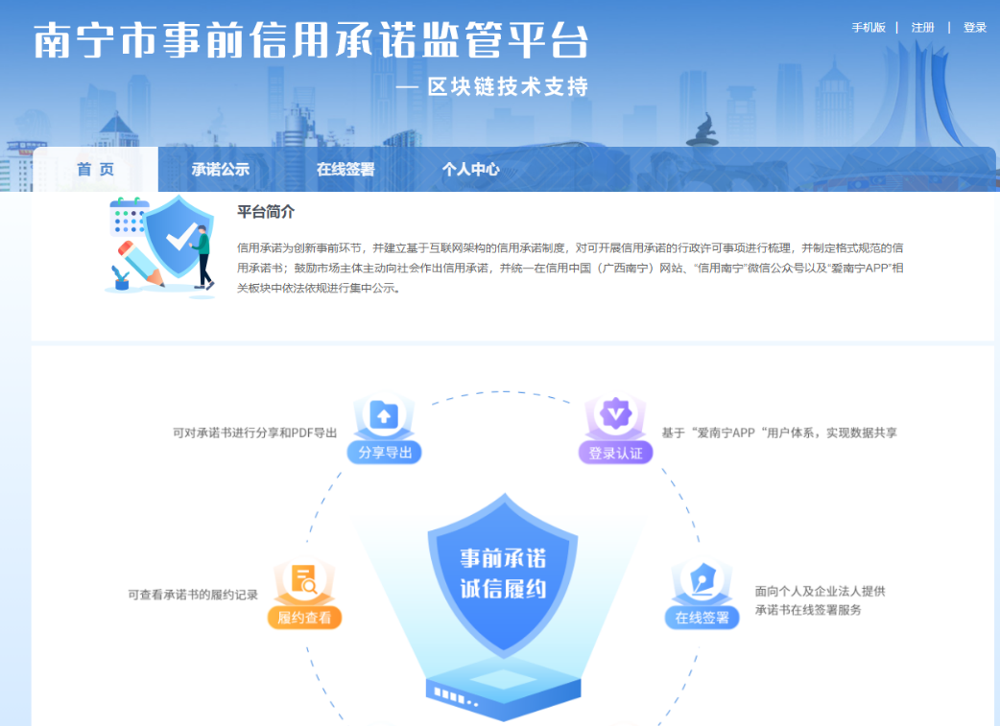 南宁市事前信用承诺监管平台
— 区块链技术支持
手机版 | 注册 | 登录
首 页 承诺公示 在线签署 个人中心
平台简介
信用承诺为创新事前环节，并建立基于互联网架构的信用承诺制度，对可开展信用承诺的行政许可事项进行梳理，并制定格式规范的信
用承诺书；鼓励市场主体主动向社会作出信用承诺，并统一在信用中国（广西南宁）网站、“信用南宁”微信公众号以及“爱南宁APP”相
关板块中依法依规进行集中公示。
可对承诺书进行分享和PDF导出
分享导出
登录认证
基于“爱南宁APP“用户体系，实现数据共享
事前承诺
诚信履约
可查看承诺书的履约记录
履约查看
在线签署
面向个人及企业法人提供
承诺书在线签署服务